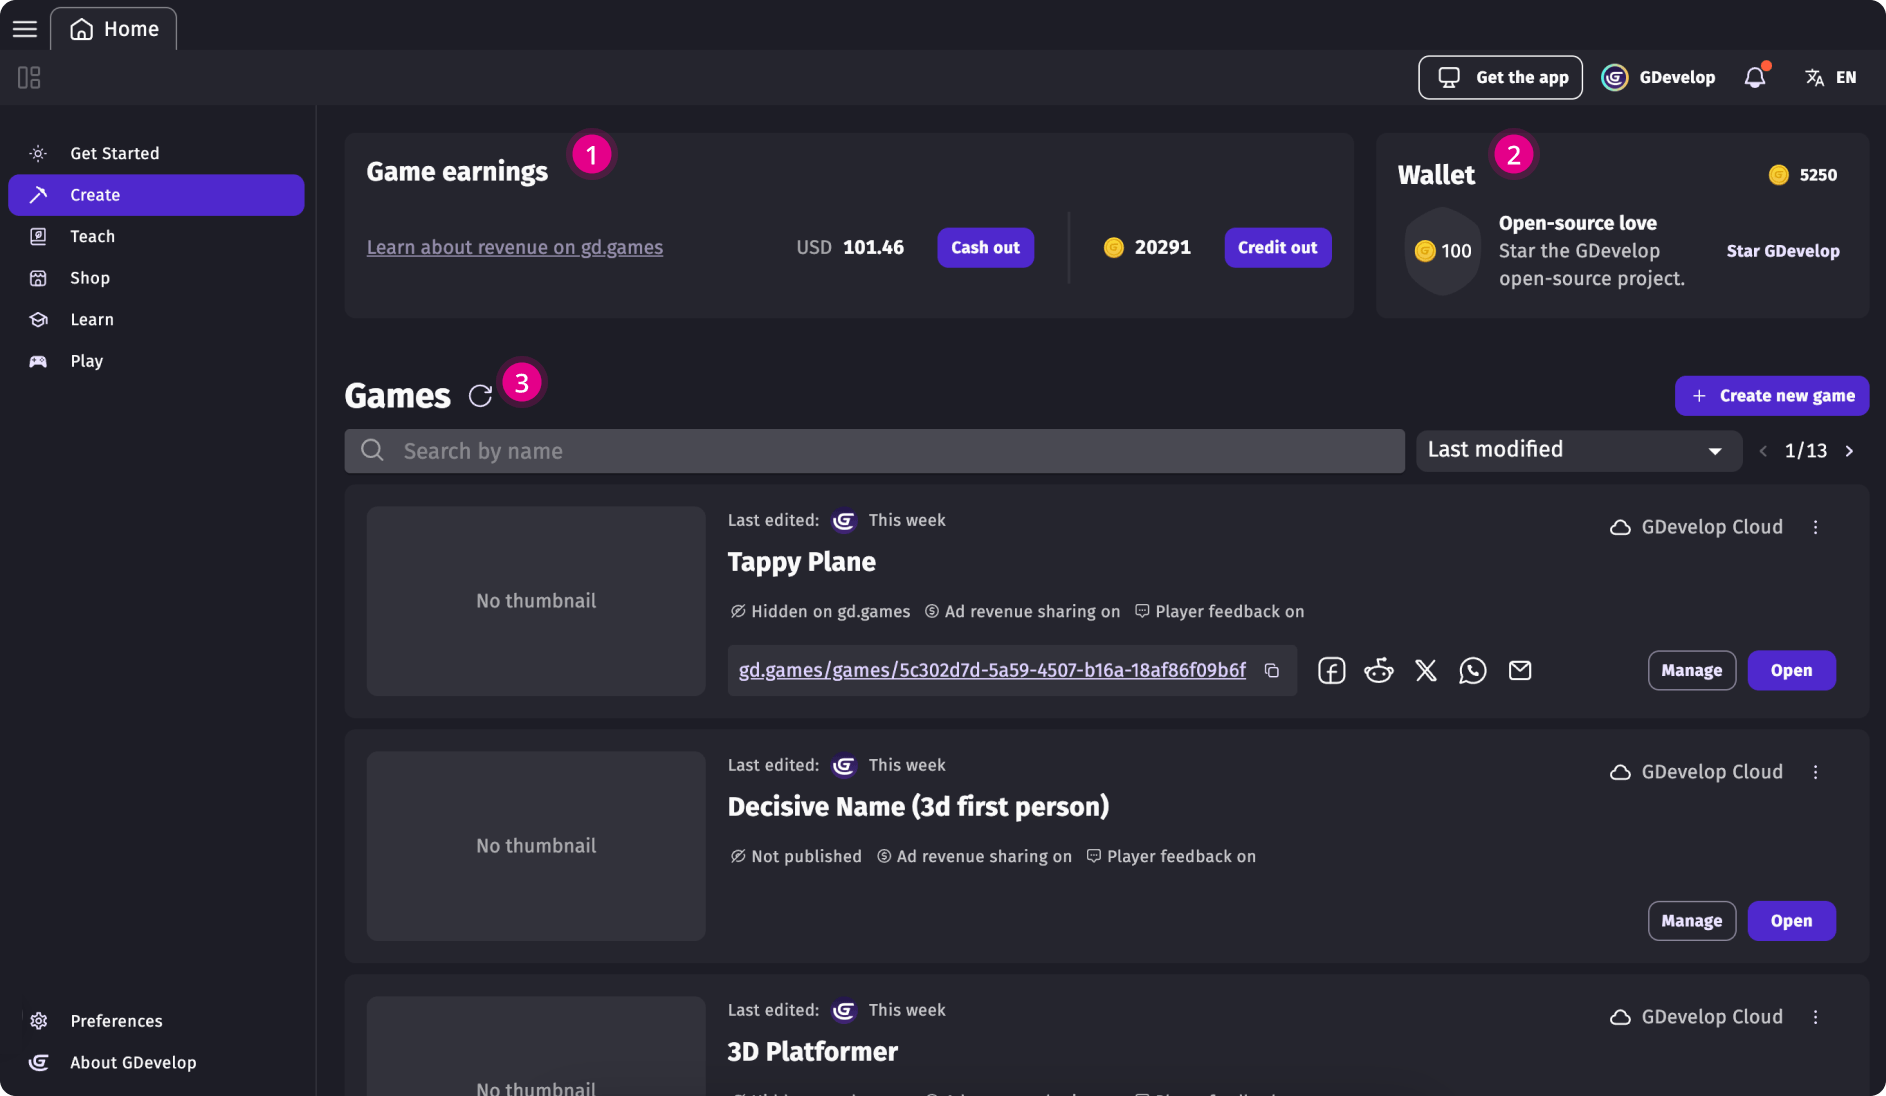 Home
Get the app
GDevelop
EN
Get Started
Create
Teach
Shop
Learn
Play
Preferences
About GDevelop
Game earnings
1
Learn about revenue on gd.games
USD 101.46
Cash out
20291
Credit out
Wallet
2
5250
100
Open-source love
Star the GDevelop
open-source project.
Star GDevelop
Games
3
+ Create new game
Search by name
Last modified
< 1/13 >
No thumbnail
Last edited: This week
GDevelop Cloud
Tappy Plane
Hidden on gd.games Ad revenue sharing on Player feedback on
gd.games/games/5c302d7d-5a59-4507-b16a-18af86f09b6f
Manage
Open
No thumbnail
Last edited: This week
GDevelop Cloud
Decisive Name (3d first person)
Not published Ad revenue sharing on Player feedback on
Manage
Open
No thumbnail
Last edited: This week
GDevelop Cloud
3D Platformer